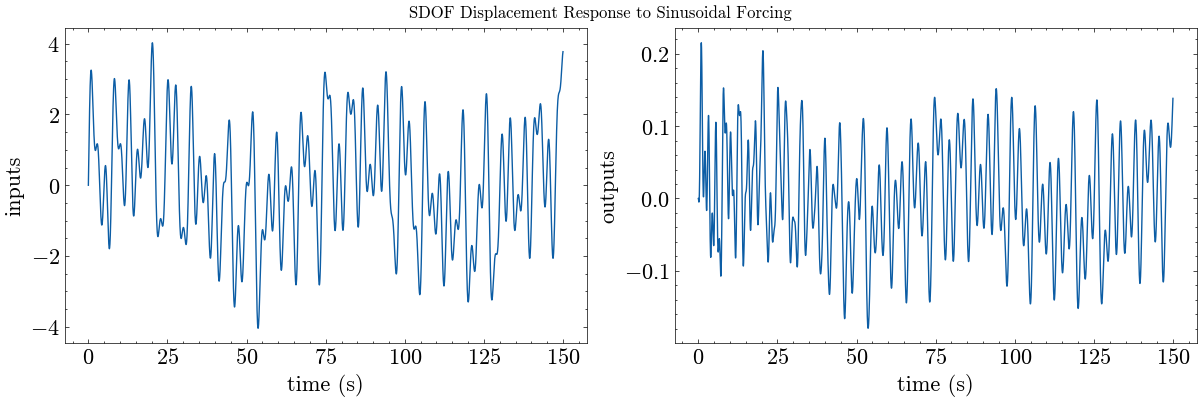 SDOF Displacement Response to Sinusoidal Forcing
inputs
4
2
0
−2
−4
0 25 50 75 100 125 150
time (s)
outputs
0.2
0.1
0.0
−0.1
0 25 50 75 100 125 150
time (s)